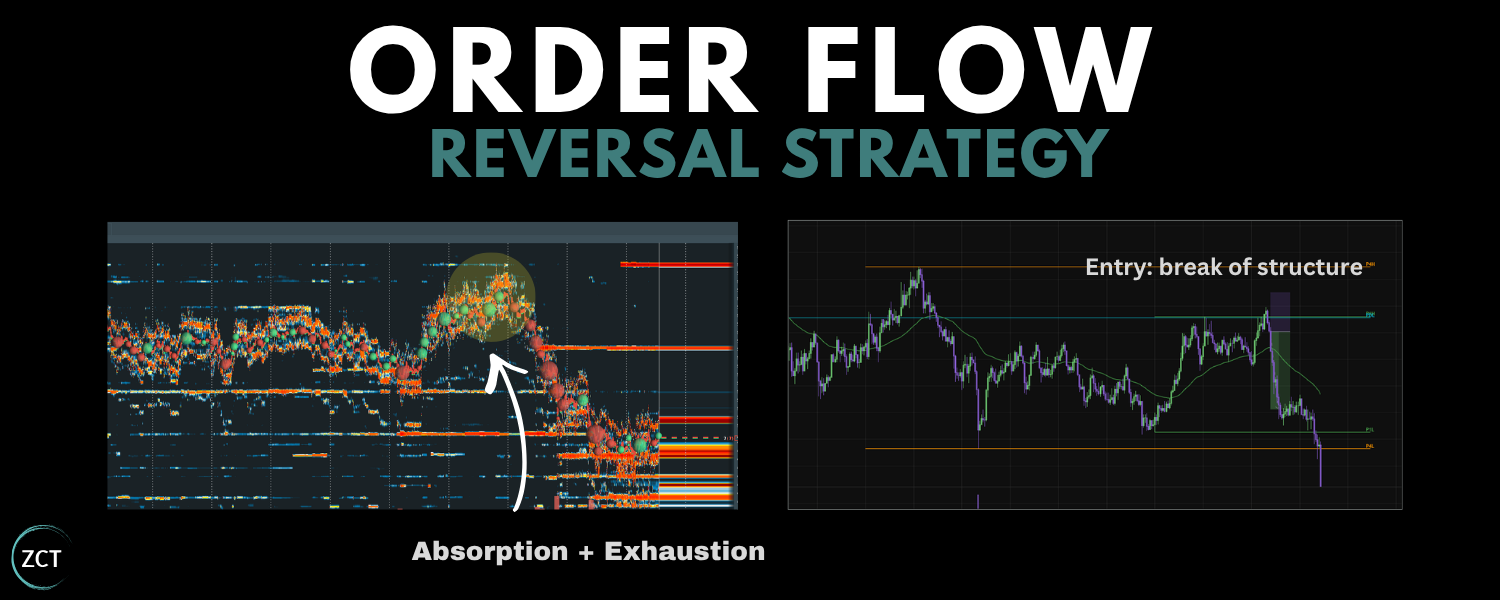 ORDER FLOW
REVERSAL STRATEGY
Entry: break of structure
Absorption + Exhaustion
ZCT